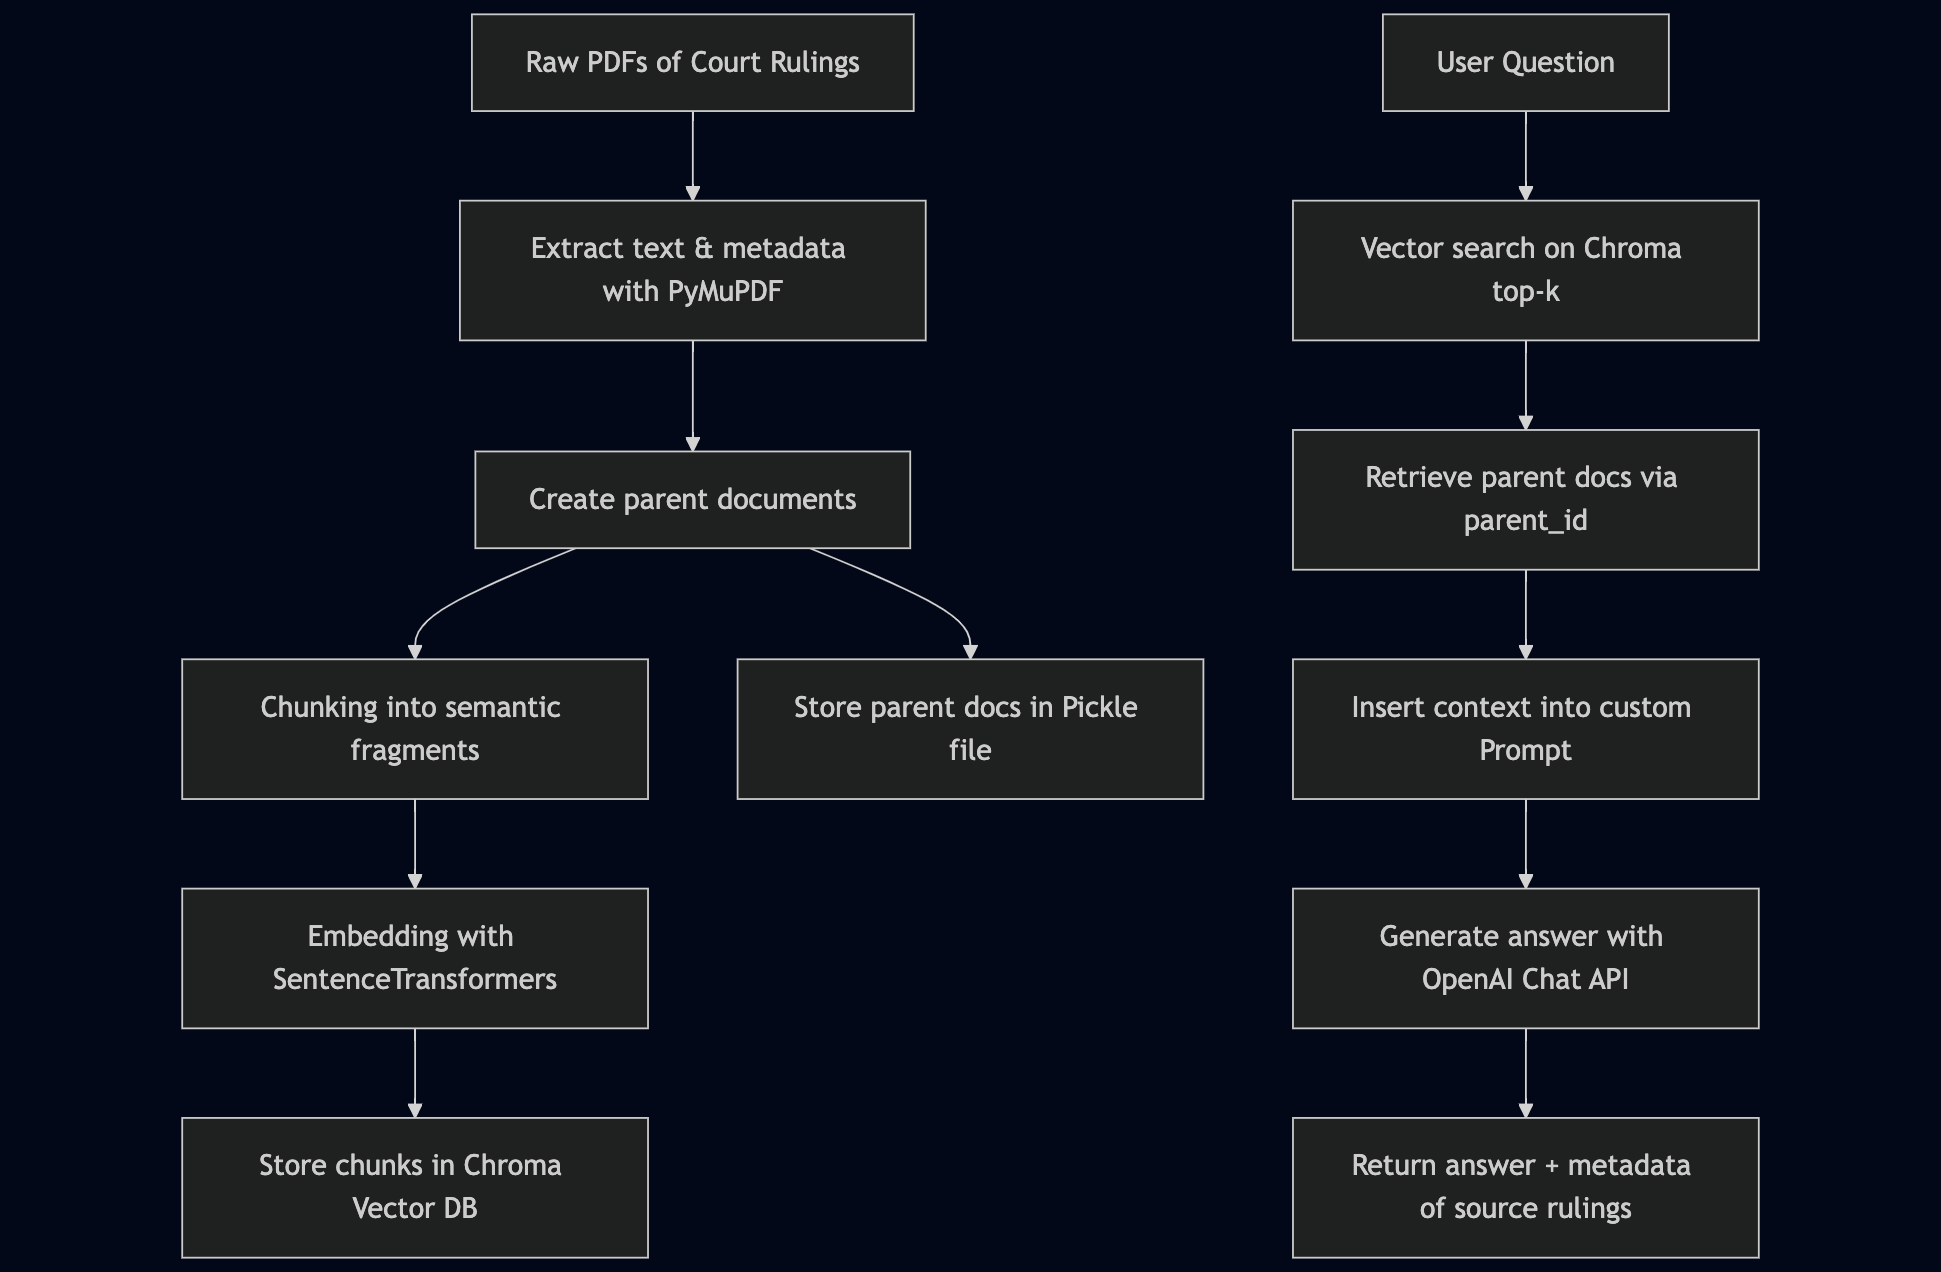 Raw PDFs of Court Rulings
Extract text & metadata
with PyMuPDF
Create parent documents
Chunking into semantic
fragments
Store parent docs in Pickle
file
Embedding with
SentenceTransformers
Store chunks in Chroma
Vector DB
User Question
Vector search on Chroma
top-k
Retrieve parent docs via
parent_id
Insert context into custom
Prompt
Generate answer with
OpenAI Chat API
Return answer + metadata
of source rulings